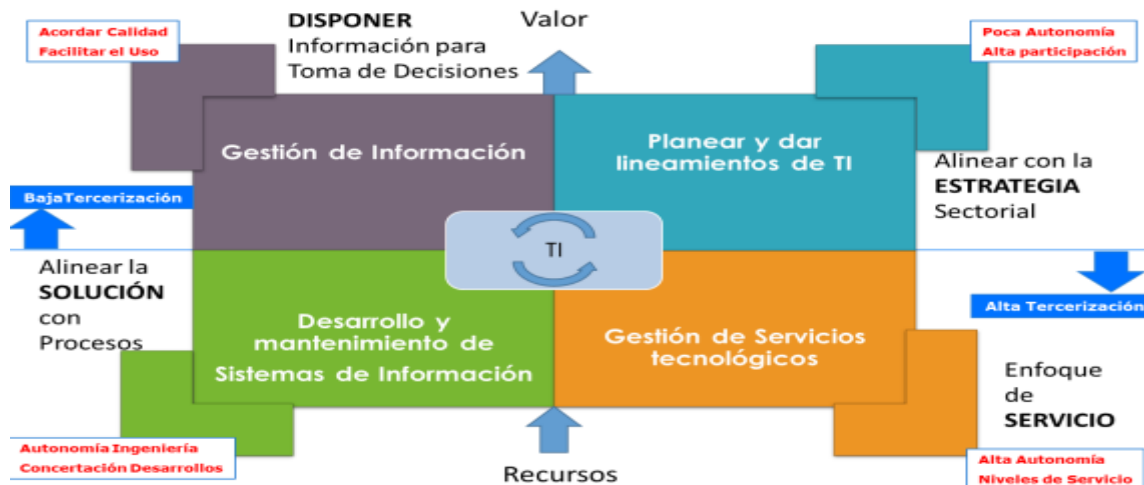 Acordar Calidad
Facilitar el Uso
DISPONER
Información para
Toma de Decisiones
Valor
Poca Autonomía
Alta participación
Gestión de Información
Planear y dar
lineamientos de TI
Alinear con la
ESTRATEGIA
Sectorial
BajaTercerización
TI
Alinear la
SOLUCIÓN
con
Procesos
Alta Tercerización
Desarrollo y
mantenimiento de
Sistemas de Información
Gestión de Servicios
tecnológicos
Enfoque
de
SERVICIO
Autonomía Ingeniería
Concertación Desarrollos
Recursos
Alta Autonomía
Niveles de Servicio